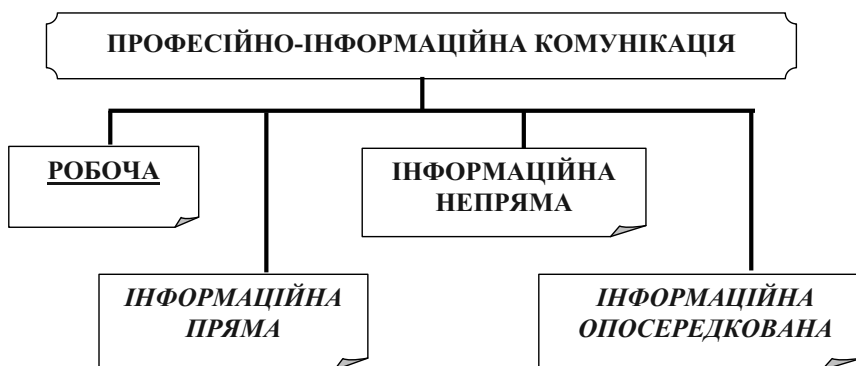 ПРОФЕСІЙНО-ІНФОРМАЦІЙНА КОМУНІКАЦІЯ
РОБОЧА
ІНФОРМАЦІЙНА
НЕПРЯМА
ІНФОРМАЦІЙНА
ПРЯМА
ІНФОРМАЦІЙНА
ОПОСЕРЕДКОВАНА